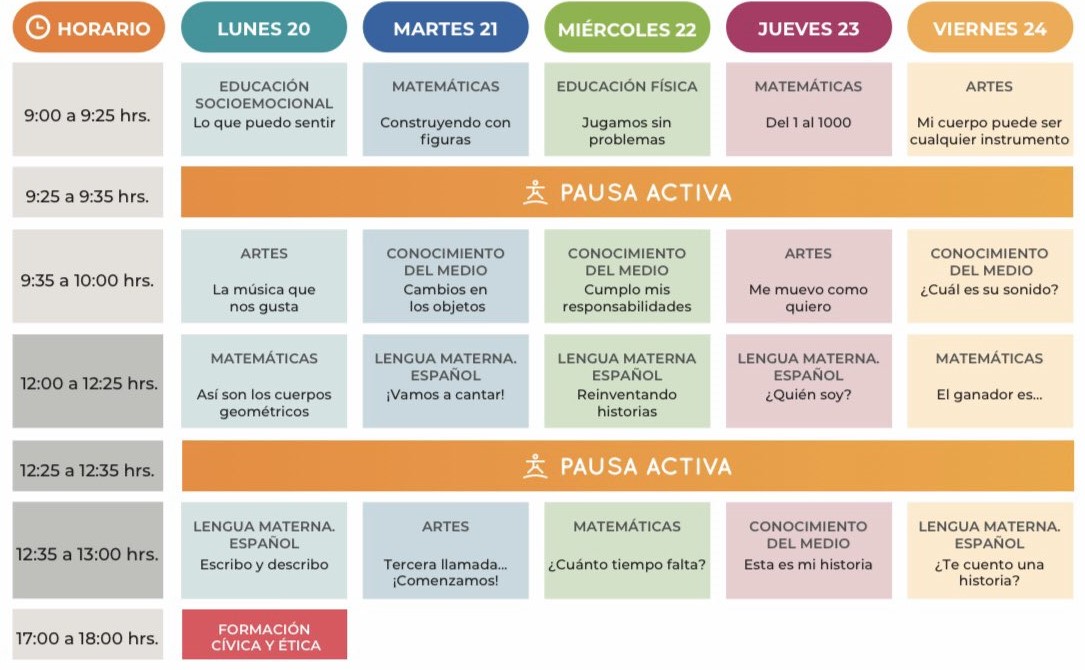 HORARIO
LUNES 20
MARTES 21
MIÉRCOLES 22
JUEVES 23
VIERNES 24
9:00 a 9:25 hrs.
EDUCACIÓN
SOCIOEMOCIONAL
Lo que puedo sentir
MATEMÁTICAS
Construyendo con
figuras
EDUCACIÓN FÍSICA
Jugamos sin
problemas
MATEMÁTICAS
Del 1 al 1000
ARTES
Mi cuerpo puede ser
cualquier instrumento
9:25 a 9:35 hrs.
PAUSA ACTIVA
9:35 a 10:00 hrs.
ARTES
La música que
nos gusta
CONOCIMIENTO
DEL MEDIO
Cambios en
los objetos
CONOCIMIENTO
DEL MEDIO
Cumplo mis
responsabilidades
ARTES
Me muevo como
quiero
CONOCIMIENTO
DEL MEDIO
¿Cuál es su sonido?
12:00 a 12:25 hrs.
MATEMÁTICAS
Así son los cuerpos
geométricos
LENGUA MATERNA.
ESPAÑOL
¡Vamos a cantar!
LENGUA MATERNA
ESPAÑOL
Reinventando
historias
LENGUA MATERNA.
ESPAÑOL
¿Quién soy?
MATEMÁTICAS
El ganador es...
12:25 a 12:35 hrs.
PAUSA ACTIVA
12:35 a 13:00 hrs.
LENGUA MATERNA.
ESPAÑOL
Escribo y describo
ARTES
Tercera llamada...
¡Comenzamos!
MATEMÁTICAS
¿Cuánto tiempo falta?
CONOCIMIENTO
DEL MEDIO
Esta es mi historia
LENGUA MATERNA.
ESPAÑOL
¿Te cuento una
historia?
17:00 a 18:00 hrs.
FORMACIÓN
CÍVICA Y ÉTICA